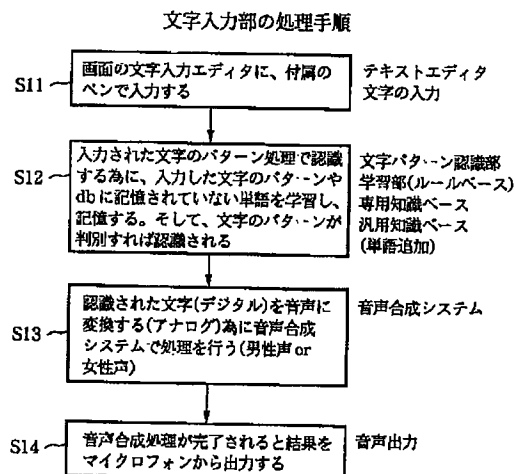 文字入力部の処理手順
S11
画面の文字入力エディタに、付属の
ペンで入力する
テキストエディタ
文字の入力
S12
入力された文字のパターン処理で認識
する為に、入力した文字のパターンや
dbに記憶されていない単語を学習し、
記憶する。そして、文字のパターンが
判別すれば認識される
文字パターン認識部
学習部(ルールベース)
専用知識ベース
汎用知識ベース
(単語追加)
S13
認識された文字(デジタル)を音声に
変換する(アナログ)為に音声合成
システムで処理を行う(男性声or
女性声)
音声合成システム
S14
音声合成処理が完了されると結果を
マイクロフォンから出力する
音声出力